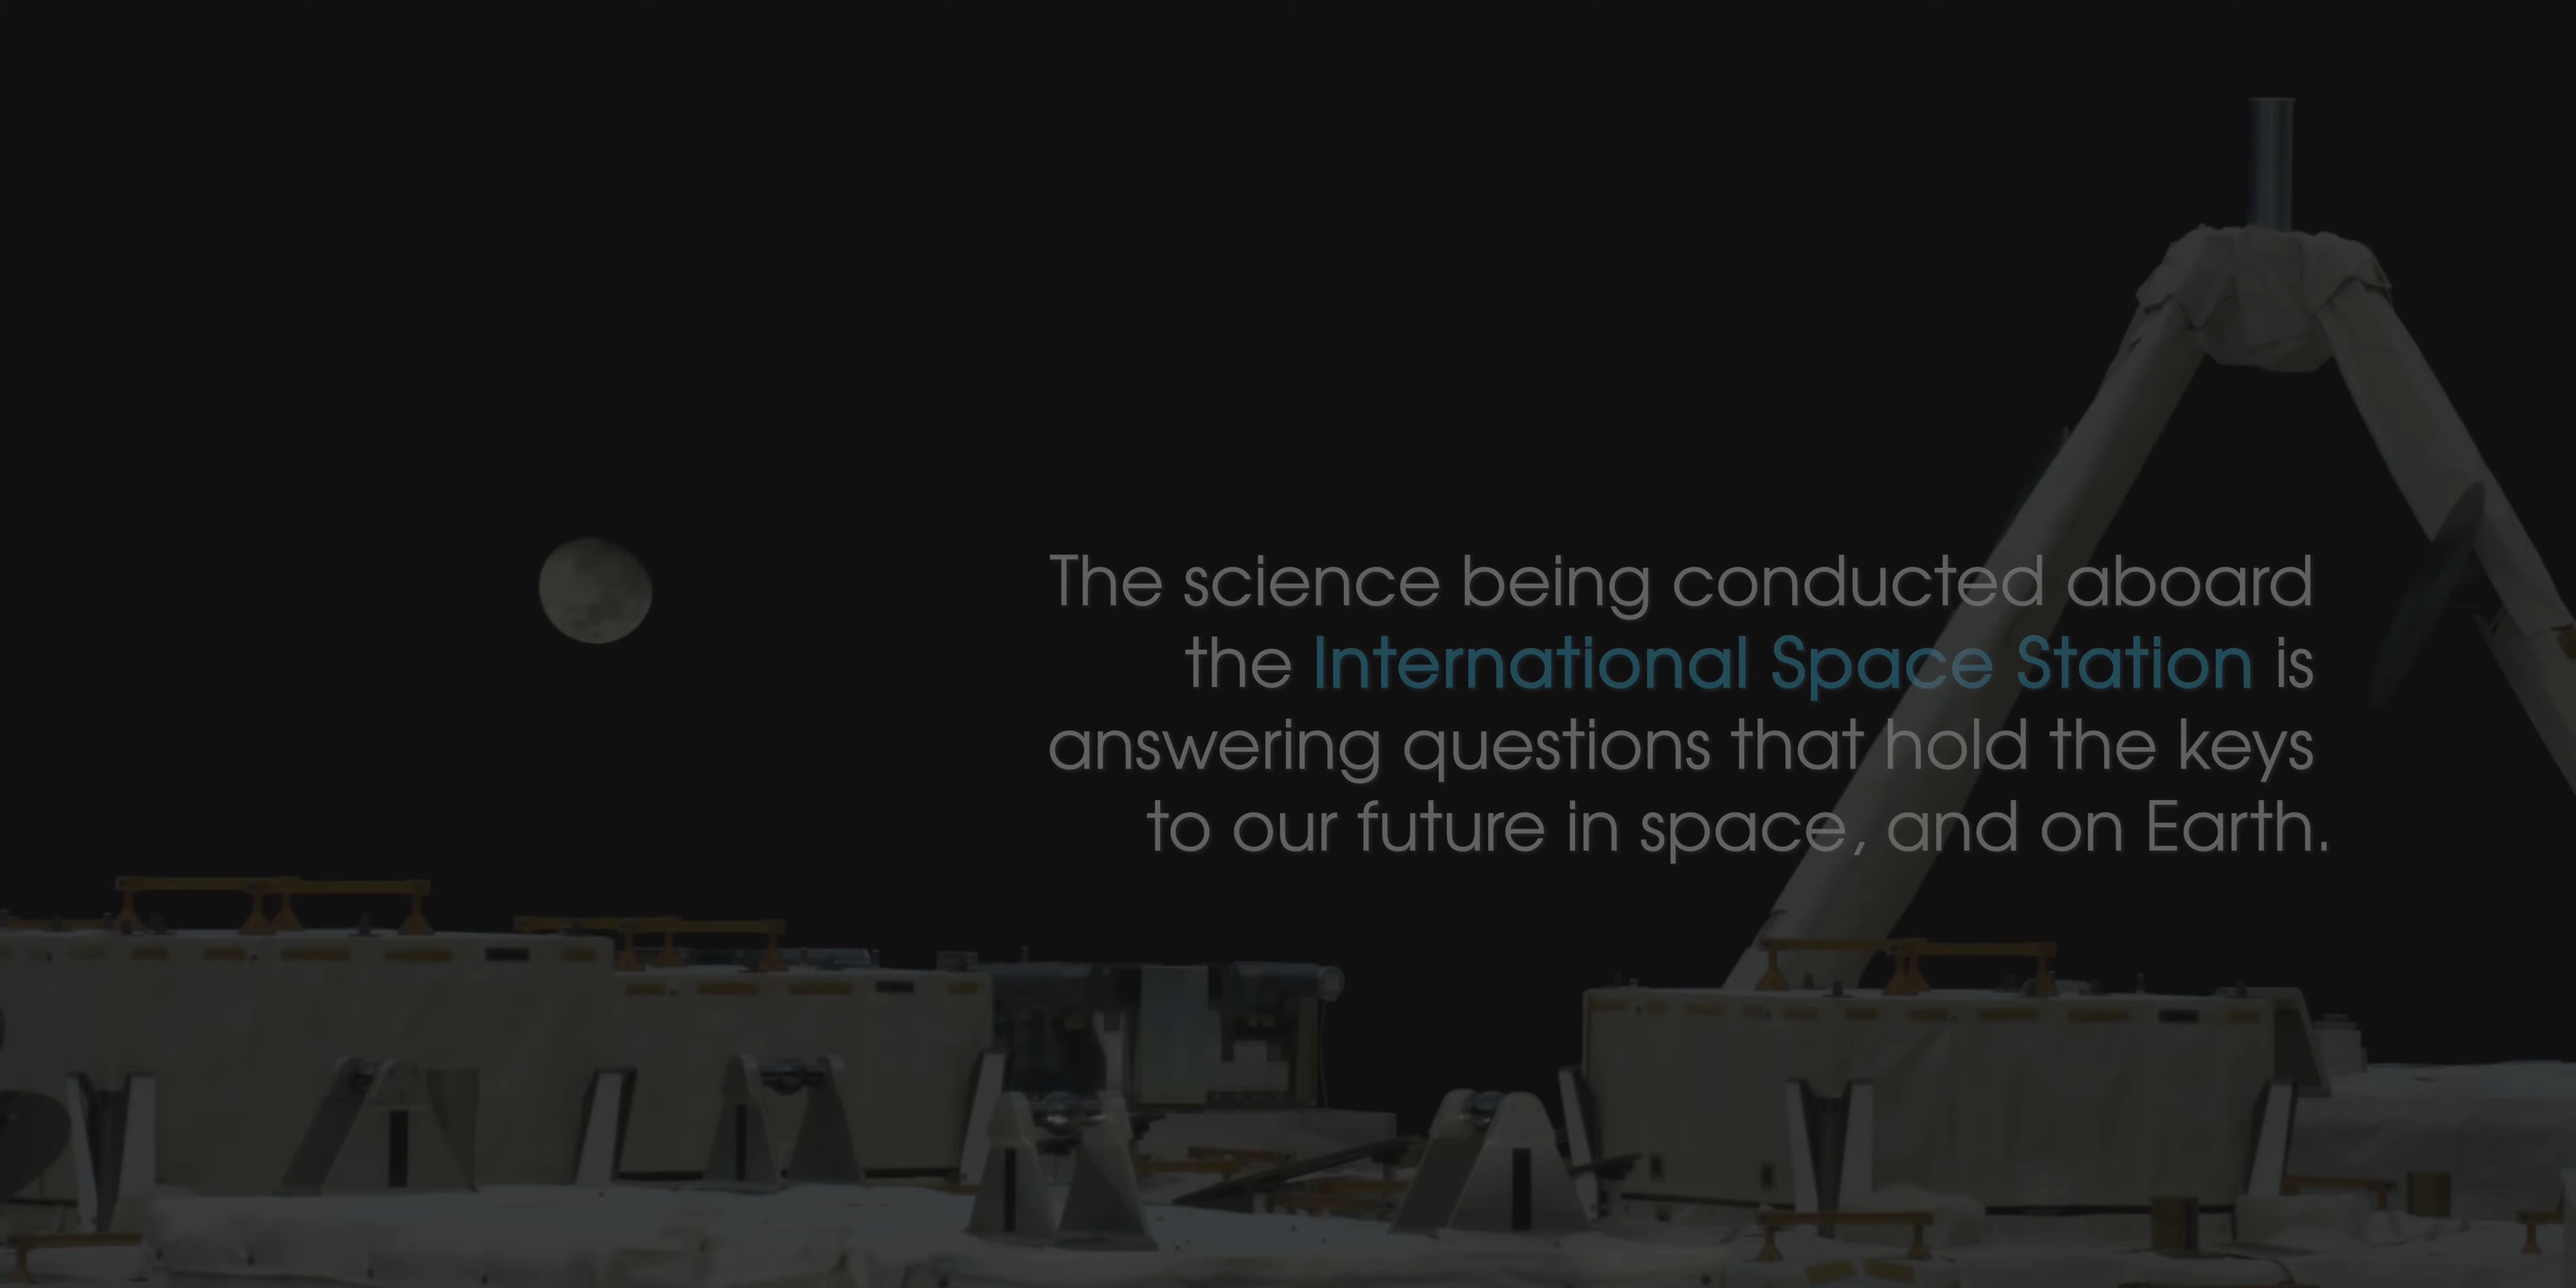 The science being conducted aboard
the International Space Station is
answering questions that hold the keys
to our future in space, and on Earth.